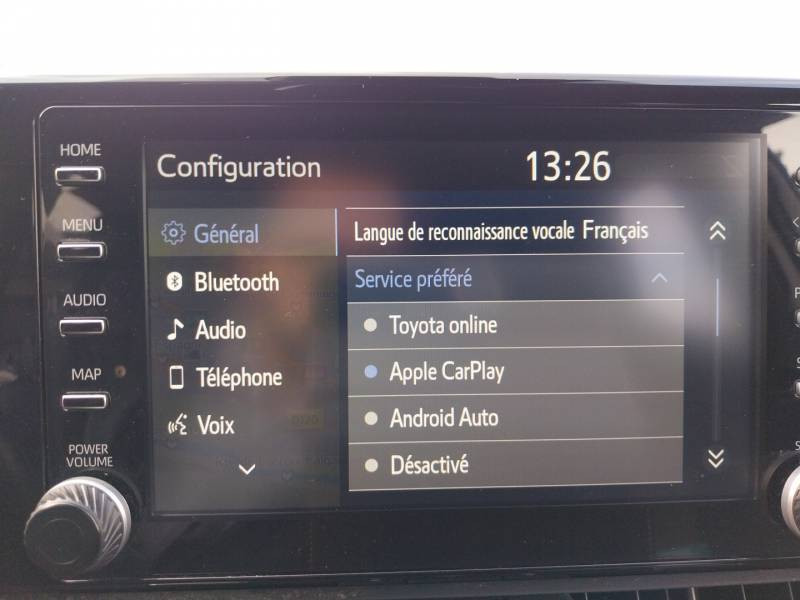 HOME
MENU
AUDIO
MAP
POWER
VOLUME
Configuration
13:26
Général
Bluetooth
Audio
Téléphone
Voix
Langue de reconnaissance vocale Français
Service préféré
Toyota online
Apple CarPlay
Android Auto
Désactivé